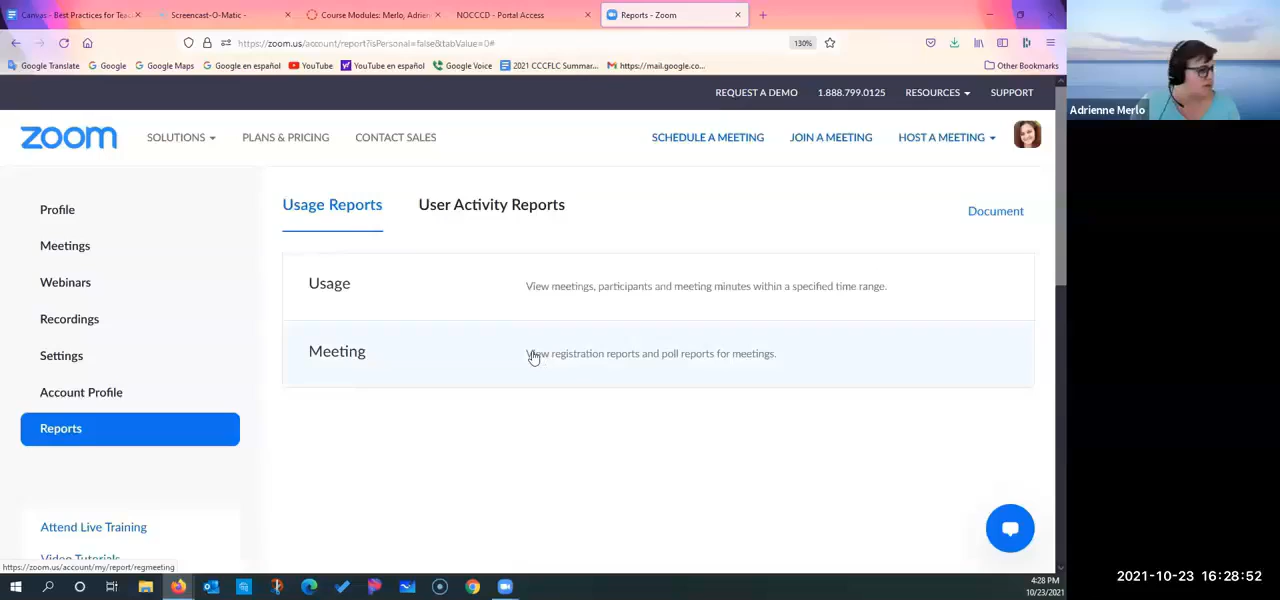 Canvas - Best Practices for Tea
Screencast-O-Matic -
Course Modules: Merlo, Adrien
NOCCCD - Portal Access
Reports - Zoom
https://zoom.us/account/report?isPersonal=false&tabValue=0#
130%
Google Translate
Google
Google Maps
Google en español
YouTube
YouTube en español
Google Voice
2021 CCCFLC Summar...
https://mail.google.co...
Other Bookmarks
Adrienne Merlo
REQUEST A DEMO
1.888.799.0125
RESOURCES
SUPPORT
zoom
SOLUTIONS
PLANS & PRICING
CONTACT SALES
SCHEDULE A MEETING
JOIN A MEETING
HOST A MEETING
Profile
Meetings
Webinars
Recordings
Settings
Account Profile
Reports
Attend Live Training
Video Tutorials
Usage Reports
User Activity Reports
Document
Usage
View meetings, participants and meeting minutes within a specified time range.
Meeting
View registration reports and poll reports for meetings.
https://zoom.us/account/my/report/regmeeting
4:28 PM
10/23/2021
2021-10-23 16:28:52